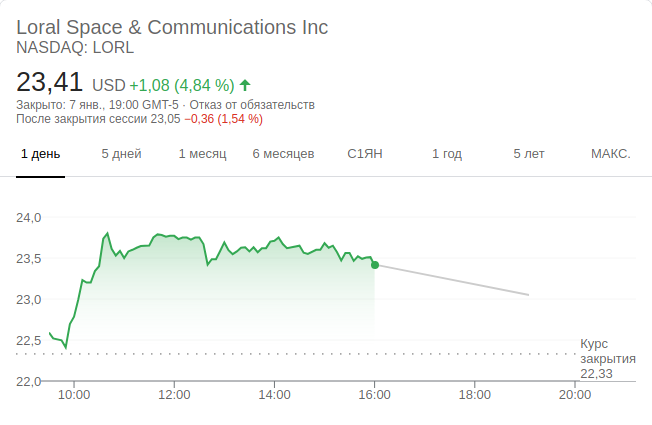 Loral Space & Communications Inc
NASDAQ: LORL
23,41 USD +1,08 (4,84 %)
Закрыто: 7 янв., 19:00 GMT-5 · Отказ от обязательств
После закрытия сессии 23,05 −0,36 (1,54 %)
1 день 5 дней 1 месяц 6 месяцев С1ЯН 1 год 5 лет МАКС.
24,0
23,5
23,0
22,5
22,0
Курс
закрытия
22,33
10:00 12:00 14:00 16:00 18:00 20:00